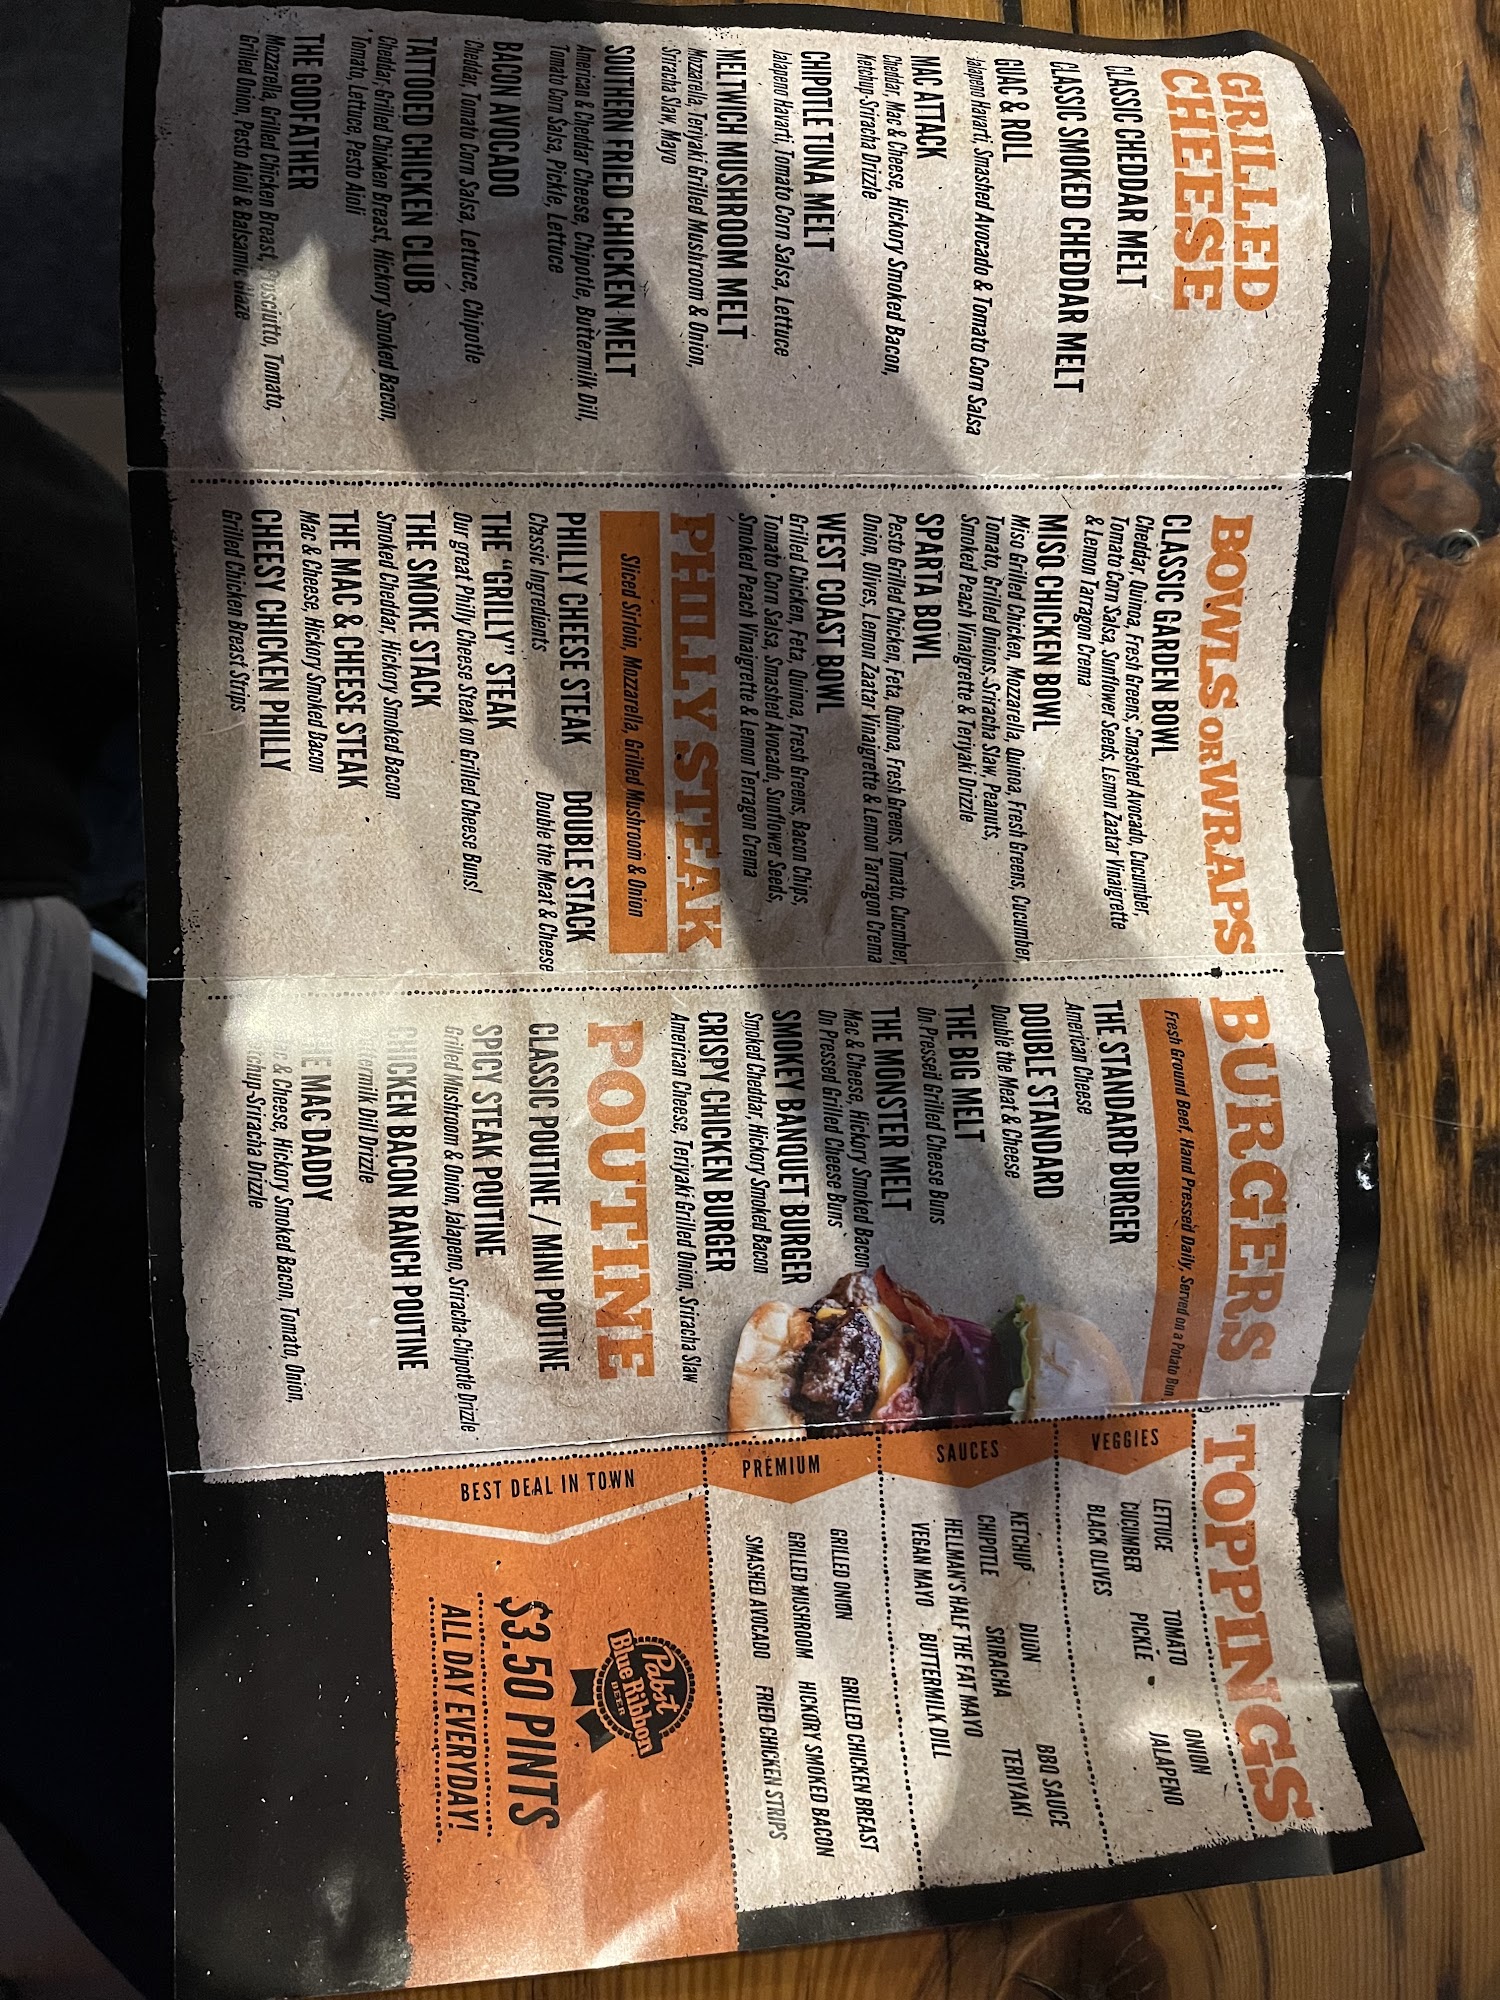 GRILLED
CHEESE
CLASSIC CHEDDAR MELT
CLASSIC SMOKED CHEDDAR MELT
GUAC & ROLL
Jalapeno Havarti, Smashed Avocado & Tomato Corn Salsa
MAC ATTACK
Cheddar, Mac & Cheese, Hickory Smoked Bacon,
Ketchup-Sriracha Drizzle
CHIPOTLE TUNA MELT
Jalapeno Havarti, Tomato Corn Salsa, Lettuce
MELTWICH MUSHROOM MELT
Mozzarella, Teriyaki Grilled Mushroom & Onion,
Sriracha Slaw, Mayo
SOUTHERN FRIED CHICKEN MELT
American & Cheddar Cheese, Chipotle, Buttermilk Dill,
Tomato Corn Salsa, Pickle, Lettuce
BACON AVOCADO
Cheddar, Tomato Corn Salsa, Lettuce, Chipotle
TATOOED CHICKEN CLUB
Cheddar, Grilled Chicken Breast, Hickory Smoked Bacon,
Tomato, Lettuce, Pesto Aioli
THE GODFATHER
Mozzarella, Grilled Chicken Breast, Prosciutto, Tomato,
Grilled Onion, Pesto Aioli & Balsamic Glaze
BOWLS OR WRAPS
CLASSIC GARDEN BOWL
Cheddar, Quinoa, Fresh Greens, Smashed Avocado, Cucumber,
Tomato Corn Salsa, Sunflower Seeds, Lemon Zaatar Vinaigrette
& Lemon Tarragon Crema
MISO CHICKEN BOWL
Miso Grilled Chicken, Mozzarella, Quinoa, Fresh Greens, Cucumber,
Tomato, Grilled Onions, Sriracha Slaw, Peanuts,
Smoked Peach Vinaigrette & Teriyaki Drizzle
SPARTA BOWL
Pesto Grilled Chicken, Feta, Quinoa, Fresh Greens, Tomato, Cucmber,
Onion, Olives, Lemon Zaatar Vinaigrette & Lemon Tarragon Crema
WEST COAST BOWL
Grilled Chicken, Feta, Quinoa, Fresh Greens, Bacon Chips,
Tomato Corn Salsa, Smashed Avocado, Sunflower Seeds,
Smoked Peach Vinaigrette & Lemon Terragon Crema
PHILLY STEAK
Sliced Sirloin, Mozzarella, Grilled Mushroom & Onion
PHILLY CHEESE STEAK
Classic Ingredients
DOUBLE STACK
Double the Meat & Cheese
THE "GRILLY" STEAK
Our great Philly Cheese Steak on Grilled Cheese Buns!
THE SMOKE STACK
Smoked Cheddar, Hickory Smoked Bacon
THE MAC & CHEESE STEAK
Mac & Cheese, Hickory Smoked Bacon
CHEESY CHICKEN PHILLY
Grilled Chicken Breast Strips
BURGERS
Fresh Ground Beef, Hand Pressed Daily, Served on a Potato Bun
THE STANDARD BURGER
American Cheese
DOUBLE STANDARD
Double the Meat & Cheese
THE BIG MELT
On Pressed Grilled Cheese Buns
THE MONSTER MELT
Mac & Cheese, Hickory Smoked Bacon
On Pressed Grilled Cheese Buns
SMOKEY BANQUET BURGER
Smoked Cheddar, Hickory Smoked Bacon
CRISPY CHICKEN BURGER
American Cheese, Teriyaki Grilled Onion, Sriracha Slaw
POUTINE
CLASSIC POUTINE / MINI POUTINE
SPICY STEAK POUTINE
Grilled Mushroom & Onion, Jalapeno, Sriracha-Chipotle Drizzle
CHICKEN BACON RANCH POUTINE
Buttermilk Dill Drizzle
THE MAC DADDY
Mac & Cheese, Hickory Smoked Bacon, Tomato, Onion,
Ketchup-Sriracha Drizzle
TOPPINGS
VEGGIES
LETTUCE TOMATO ONION
CUCUMBER PICKLE JALAPENO
BLACK OLIVES
SAUCES
KETCHUP DIJON BBQ SAUCE
CHIPOTLE SRIRACHA TERIYAKI
HELMAN'S HALF THE FAT MAYO
VEGAN MAYO BUTTERMILK DILL
PREMIUM
GRILLED ONION GRILLED CHICKEN BREAST
GRILLED MUSHROOM HICKORY SMOKED BACON
SMASHED AVOCADO FRIED CHICKEN STRIPS
BEST DEAL IN TOWN
Pabst
Blue Ribbon
BEER
$3.50 PINTS
ALL DAY EVERYDAY!